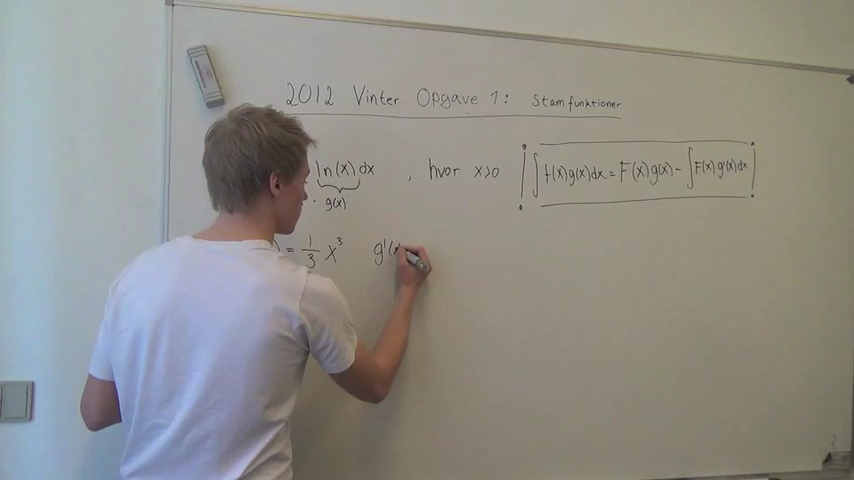 2012 Vinter Opgave 1: Stamfunktioner
ln(x) dx , hvor x>0 ∫f(x)g(x)dx = F(x)g(x) - ∫F(x)g'(x)dx
g(x)
) = 1/3 x³ g'(x